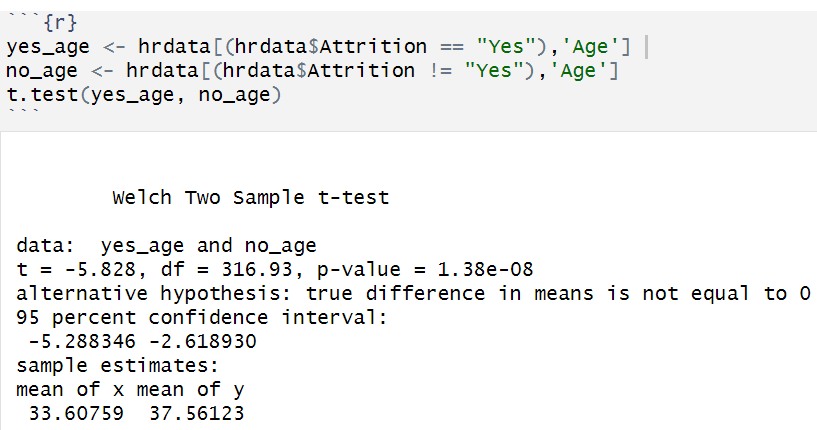 ```{r}
yes_age <- hrdata[(hrdata$Attrition == "Yes"),'Age']
no_age <- hrdata[(hrdata$Attrition != "Yes"),'Age']
t.test(yes_age, no_age)
```
Welch Two Sample t-test
data:  yes_age and no_age
t = -5.828, df = 316.93, p-value = 1.38e-08
alternative hypothesis: true difference in means is not equal to 0
95 percent confidence interval:
 -5.288346 -2.618930
sample estimates:
mean of x mean of y
 33.60759  37.56123